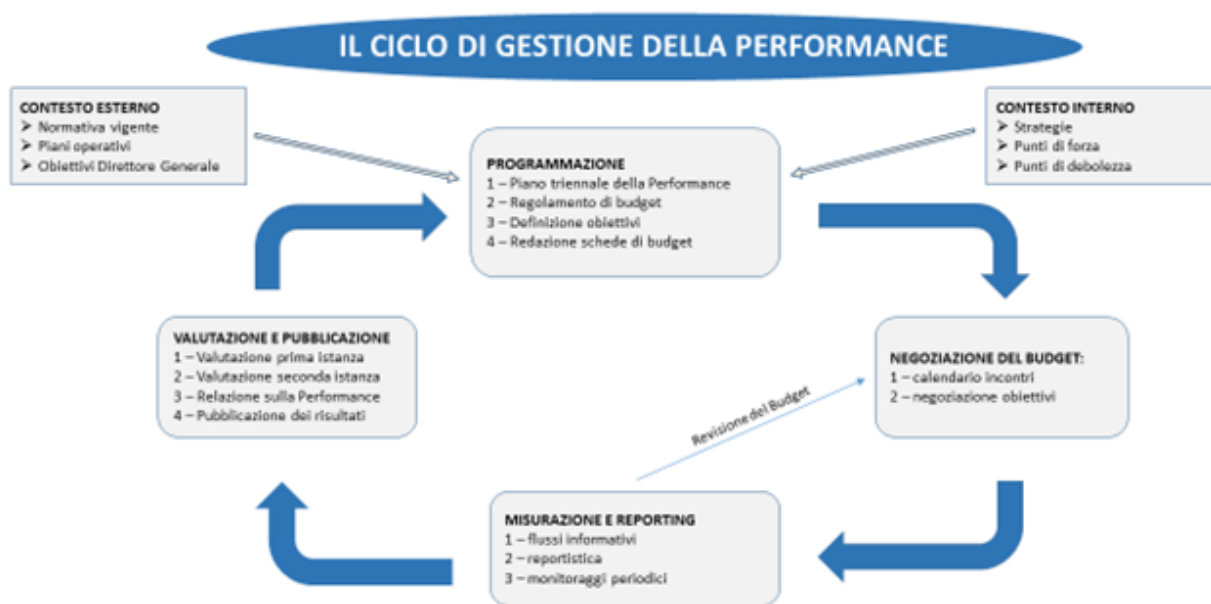 IL CICLO DI GESTIONE DELLA PERFORMANCE
CONTESTO ESTERNO
➢ Normativa vigente
➢ Piani operativi
➢ Obiettivi Direttore Generale
CONTESTO INTERNO
➢ Strategie
➢ Punti di forza
➢ Punti di debolezza
PROGRAMMAZIONE
1 – Piano triennale della Performance
2 – Regolamento di budget
3 – Definizione obiettivi
4 – Redazione schede di budget
VALUTAZIONE E PUBBLICAZIONE
1 – Valutazione prima istanza
2 – Valutazione seconda istanza
3 – Relazione sulla Performance
4 – Pubblicazione dei risultati
NEGOZIAZIONE DEL BUDGET:
1 – calendario incontri
2 – negoziazione obiettivi
Revisione del Budget
MISURAZIONE E REPORTING
1 – flussi informativi
2 – reportistica
3 – monitoraggi periodici